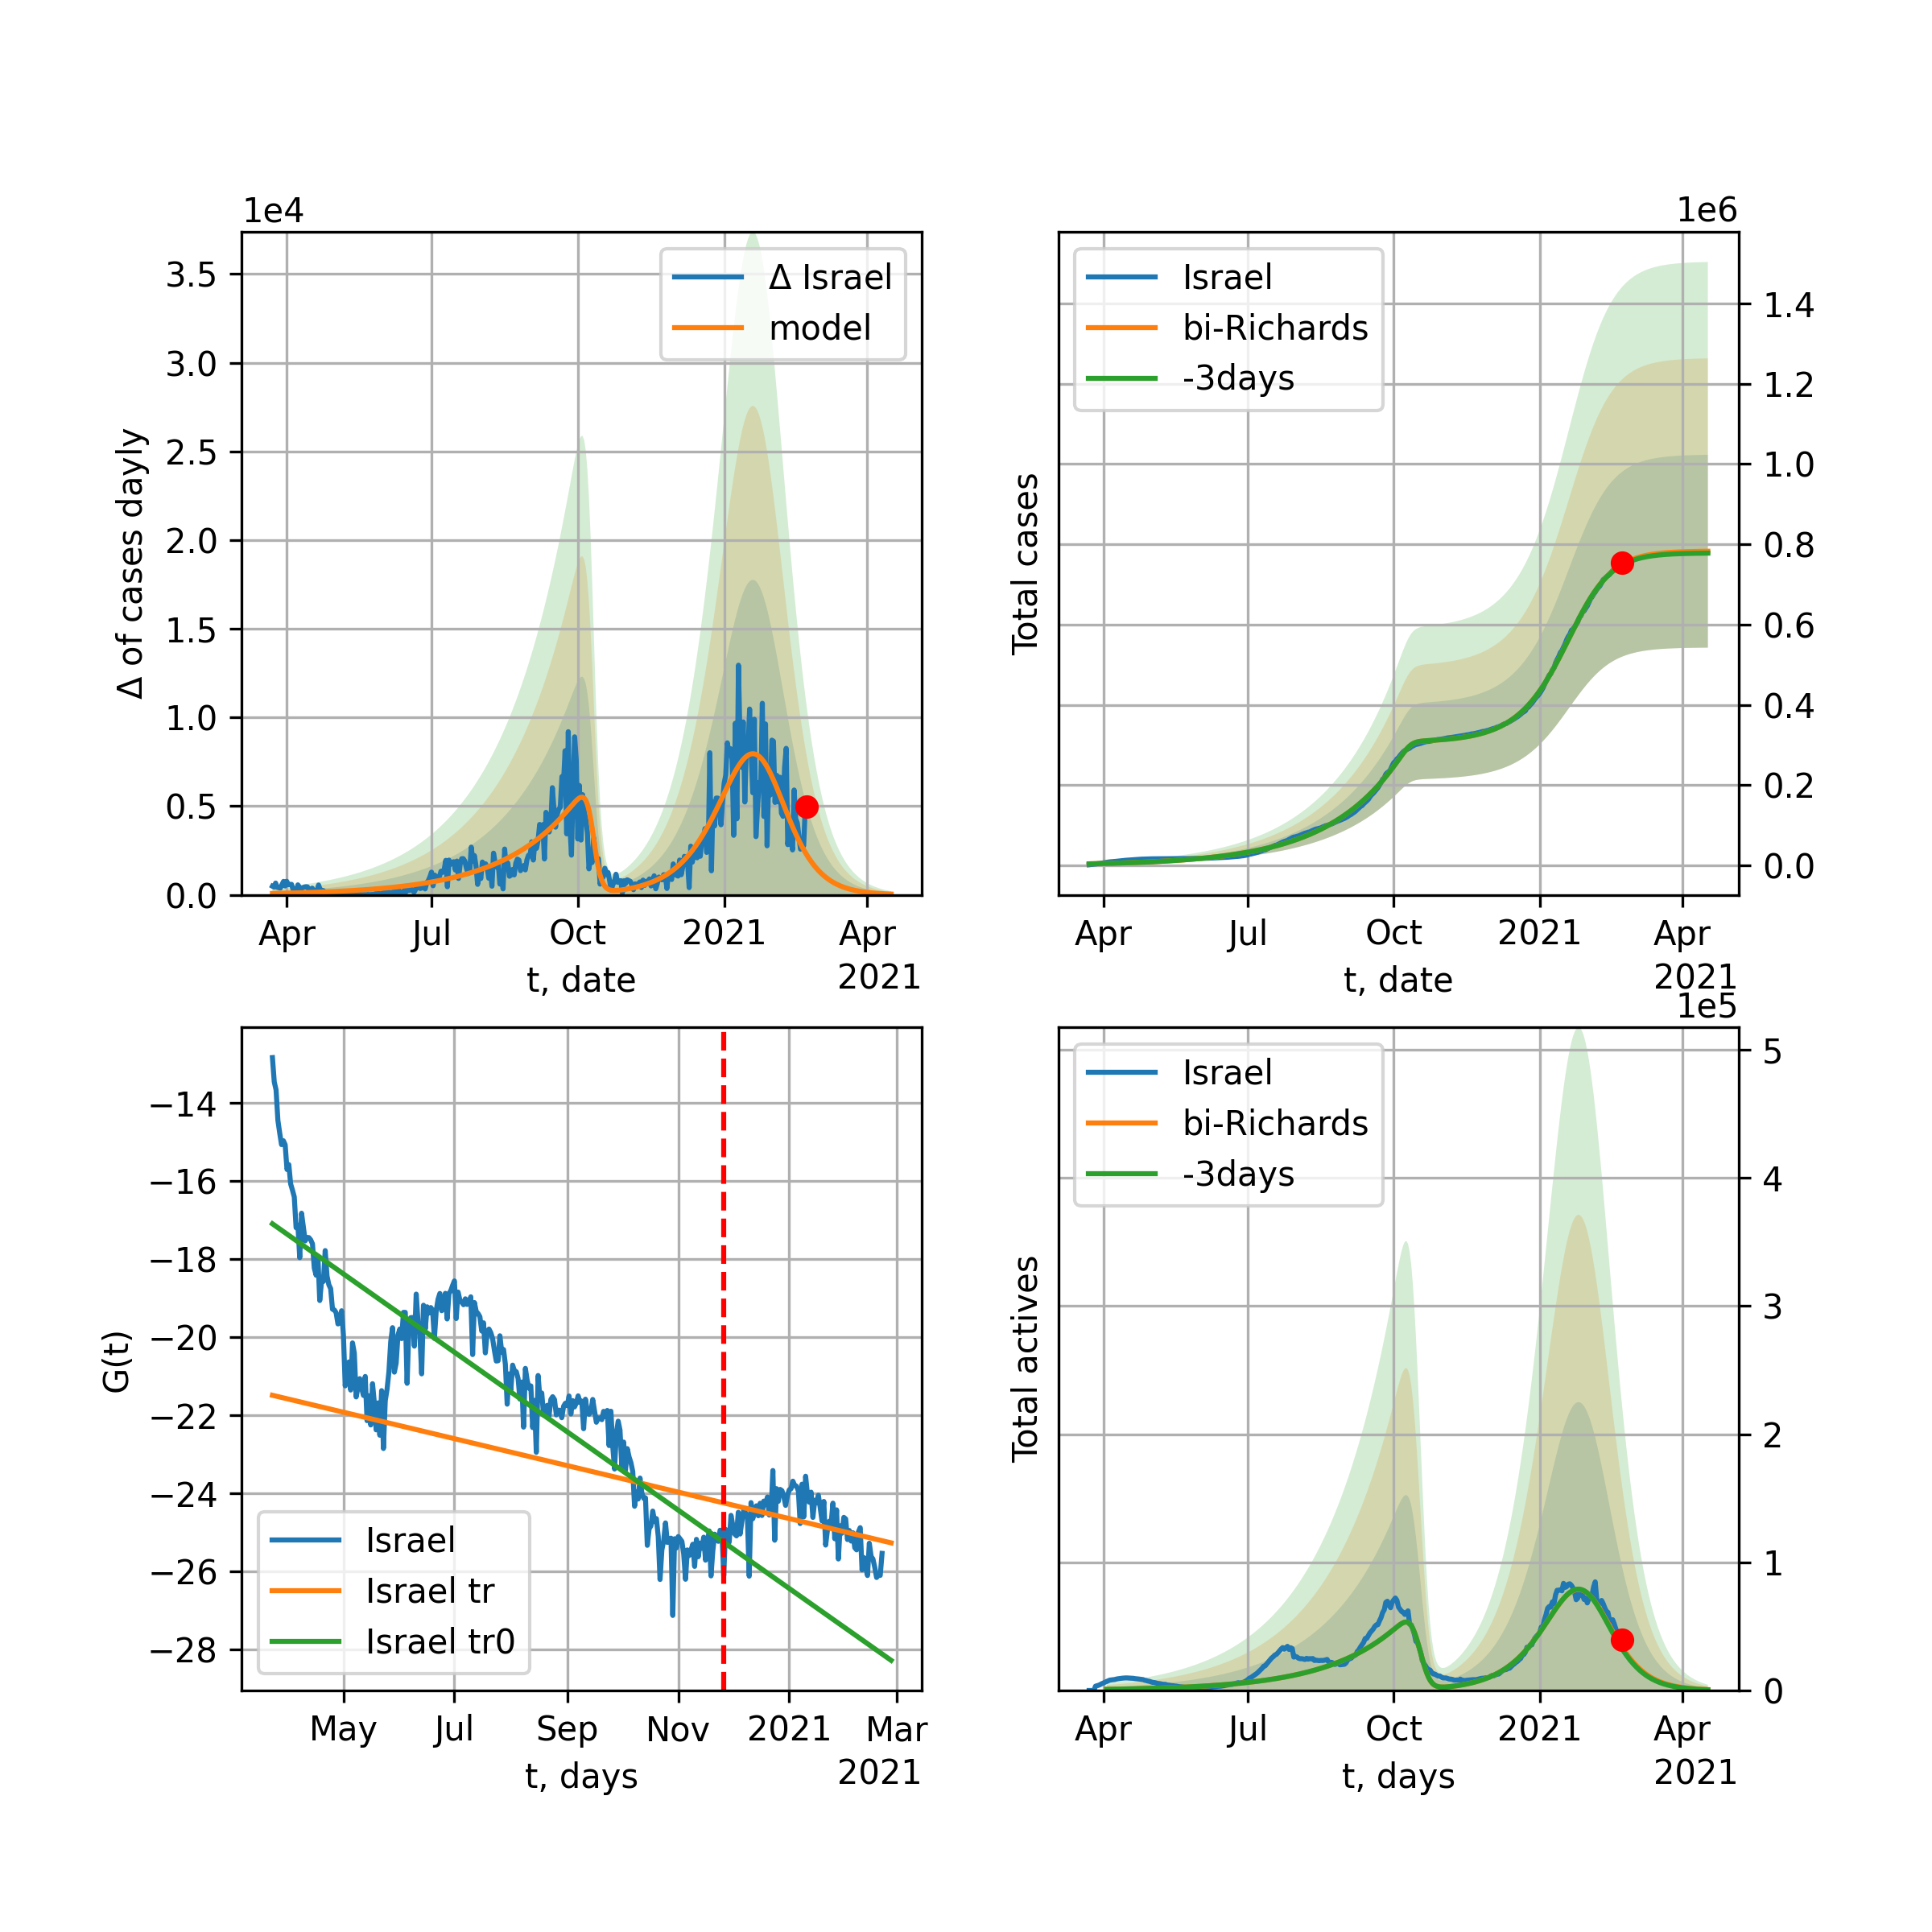 1e4
3.5
3.0
2.5
2.0
1.5
1.0
0.5
0.0
Δ of cases dayly
Δ Israel
model
Apr
Jul
Oct
2021
Apr
2021
t, date
1e6
Israel
bi-Richards
-3days
Total cases
1.4
1.2
1.0
0.8
0.6
0.4
0.2
0.0
Apr
Jul
Oct
2021
Apr
2021
t, date
−14
−16
−18
−20
−22
−24
−26
−28
G(t)
Israel
Israel tr
Israel tr0
May
Jul
Sep
Nov
2021
Mar
2021
t, days
1e5
Israel
bi-Richards
-3days
Total actives
5
4
3
2
1
0
Apr
Jul
Oct
2021
Apr
2021
t, days